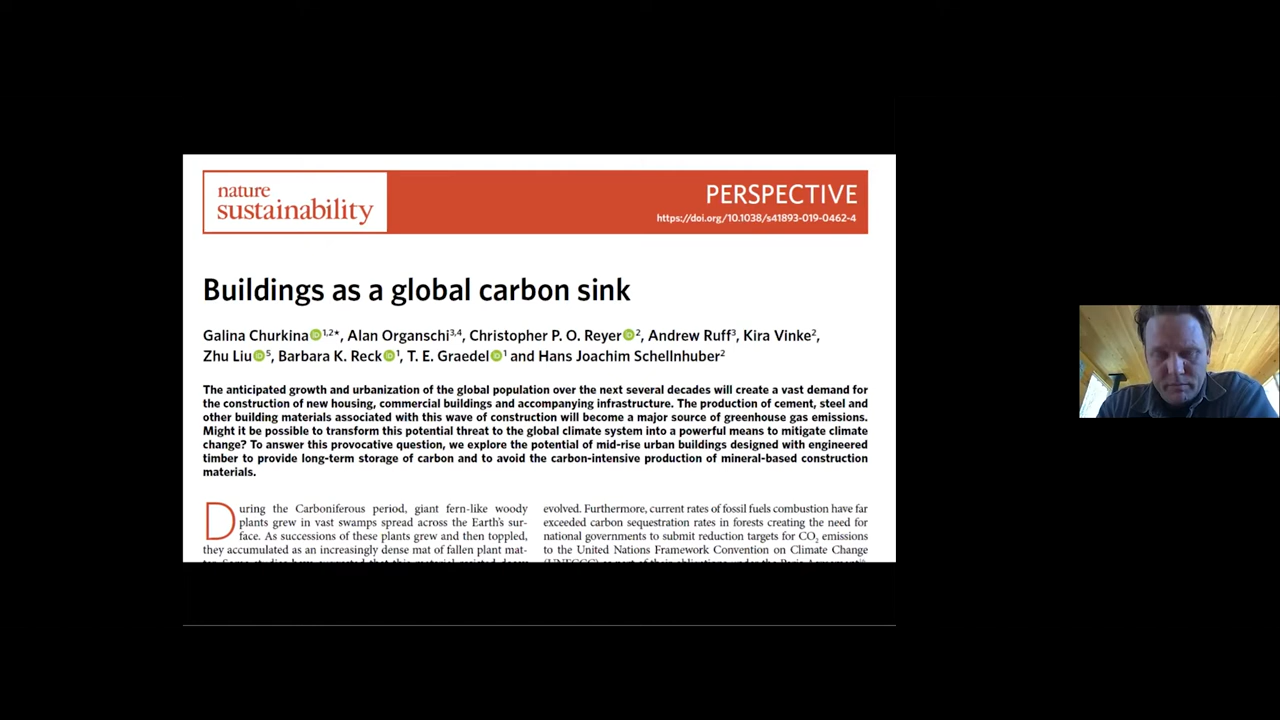 nature
sustainability
PERSPECTIVE
https://doi.org/10.1038/s41893-019-0462-4
Buildings as a global carbon sink
Galina Churkina 1,2*, Alan Organschi3,4, Christopher P. O. Reyer 2, Andrew Ruff3, Kira Vinke2,
Zhu Liu 5, Barbara K. Reck 1, T. E. Graedel 1 and Hans Joachim Schellnhuber2
The anticipated growth and urbanization of the global population over the next several decades will create a vast demand for
the construction of new housing, commercial buildings and accompanying infrastructure. The production of cement, steel and
other building materials associated with this wave of construction will become a major source of greenhouse gas emissions.
Might it be possible to transform this potential threat to the global climate system into a powerful means to mitigate climate
change? To answer this provocative question, we explore the potential of mid-rise urban buildings designed with engineered
timber to provide long-term storage of carbon and to avoid the carbon-intensive production of mineral-based construction
materials.
During the Carboniferous period, giant fern-like woody
plants grew in vast swamps spread across the Earth's sur-
face. As successions of these plants grew and then toppled,
they accumulated as an increasingly dense mat of fallen plant mat-
evolved. Furthermore, current rates of fossil fuels combustion have far
exceeded carbon sequestration rates in forests creating the need for
national governments to submit reduction targets for CO2 emissions
to the United Nations Framework Convention on Climate Change